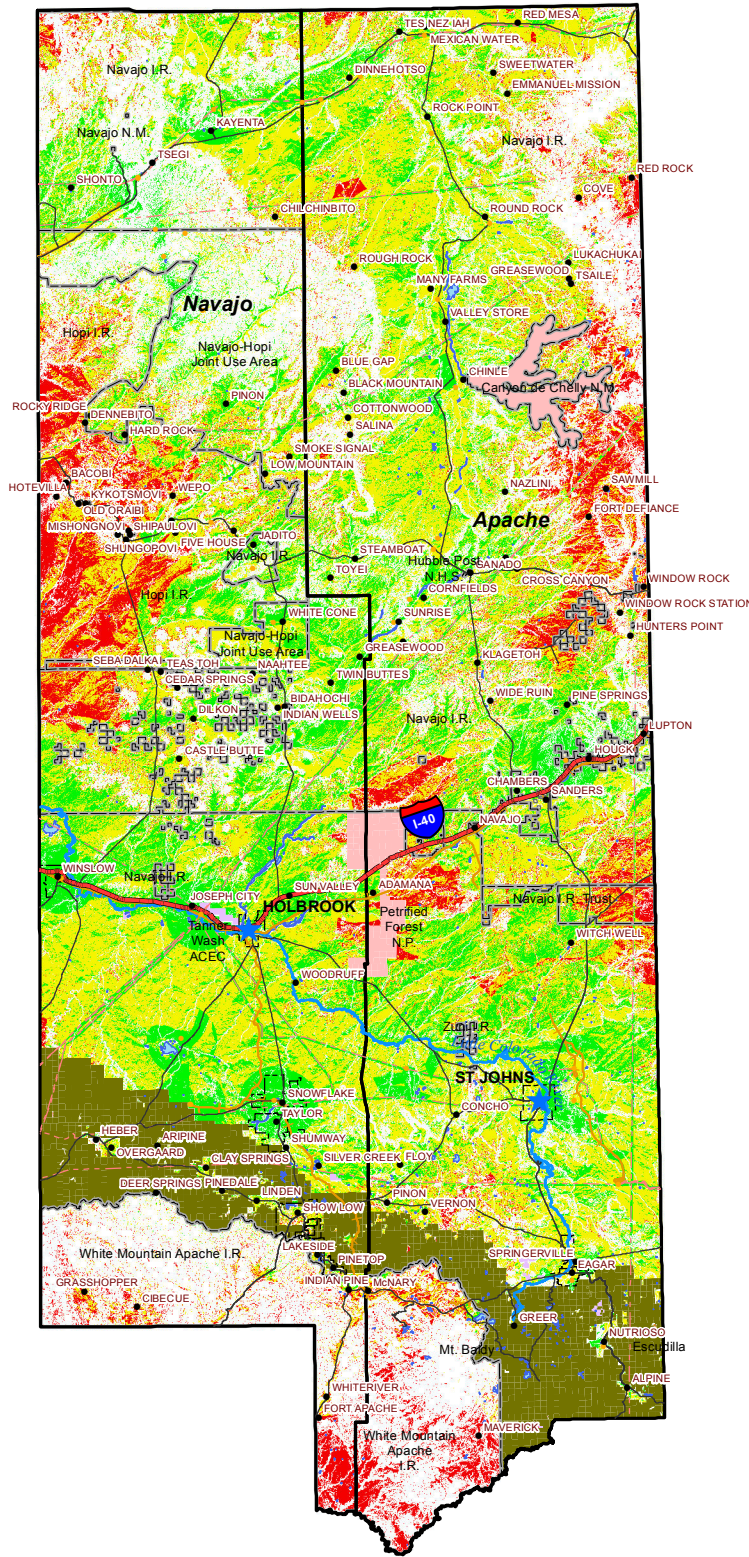 RED MESA
TES NEZ IAH
MEXICAN WATER
Navajo I.R.
SWEETWATER
DINNEHOTSO
EMMANUEL MISSION
ROCK POINT
KAYENTA
Navajo N.M.
Navajo I.R.
TSEGI
RED ROCK
SHONTO
COVE
CHILCHINBITO
ROUND ROCK
LUKACHUKAI
ROUGH ROCK
GREASEWOOD
TSAILE
MANY FARMS
Navajo
VALLEY STORE
Hopi I.R.
Navajo-Hopi
Joint Use Area
BLUE GAP
CHINLE
BLACK MOUNTAIN
Canyon de Chelly N.M.
PINON
ROCKY RIDGE
DENNEBITO
COTTONWOOD
HARD ROCK
SALINA
SMOKE SIGNAL
LOW MOUNTAIN
BACOBI
HOTEVILLA
KYKOTSMOVI
WEPO
NAZLINI
SAWMILL
OLD ORAIBI
FORT DEFIANCE
MISHONGNOVI
SHIPAULOVI
Apache
SHUNGOPOVI
FIVE HOUSE
JADITO
Navajo I.R.
STEAMBOAT
Hubble Post
N.H.S.
GANADO
TOYEI
CROSS CANYON
WINDOW ROCK
Hopi I.R.
CORNFIELDS
WHITE CONE
SUNRISE
WINDOW ROCK STATION
Navajo-Hopi
Joint Use Area
HUNTERS POINT
GREASEWOOD
SEBA DALKAI
TEAS TOH
NAAHTEE
KLAGETOH
CEDAR SPRINGS
TWIN BUTTES
WIDE RUIN
PINE SPRINGS
BIDAHOCHI
DILKON
INDIAN WELLS
Navajo I.R.
LUPTON
CASTLE BUTTE
HOUCK
CHAMBERS
SANDERS
I-40
NAVAJO
WINSLOW
Navajo I.R.
SUN VALLEY
ADAMANA
JOSEPH CITY
HOLBROOK
Navajo I.R. Trust
Tanner
Wash
ACEC
Petrified
Forest
N.P.
WITCH WELL
WOODRUFF
Zuni I.R.
ST. JOHNS
SNOWFLAKE
CONCHO
TAYLOR
HEBER
ARIPINE
SHUMWAY
OVERGAARD
CLAY SPRINGS
SILVER CREEK
FLOY
DEER SPRINGS
PINEDALE
LINDEN
PINON
SHOW LOW
VERNON
White Mountain Apache I.R.
LAKESIDE
SPRINGERVILLE
PINETOP
EAGAR
GRASSHOPPER
INDIAN PINE
McNARY
CIBECUE
GREER
NUTRIOSO
Mt. Baldy
Escudilla
ALPINE
WHITERIVER
FORT APACHE
White Mountain
Apache
I.R.
MAVERICK